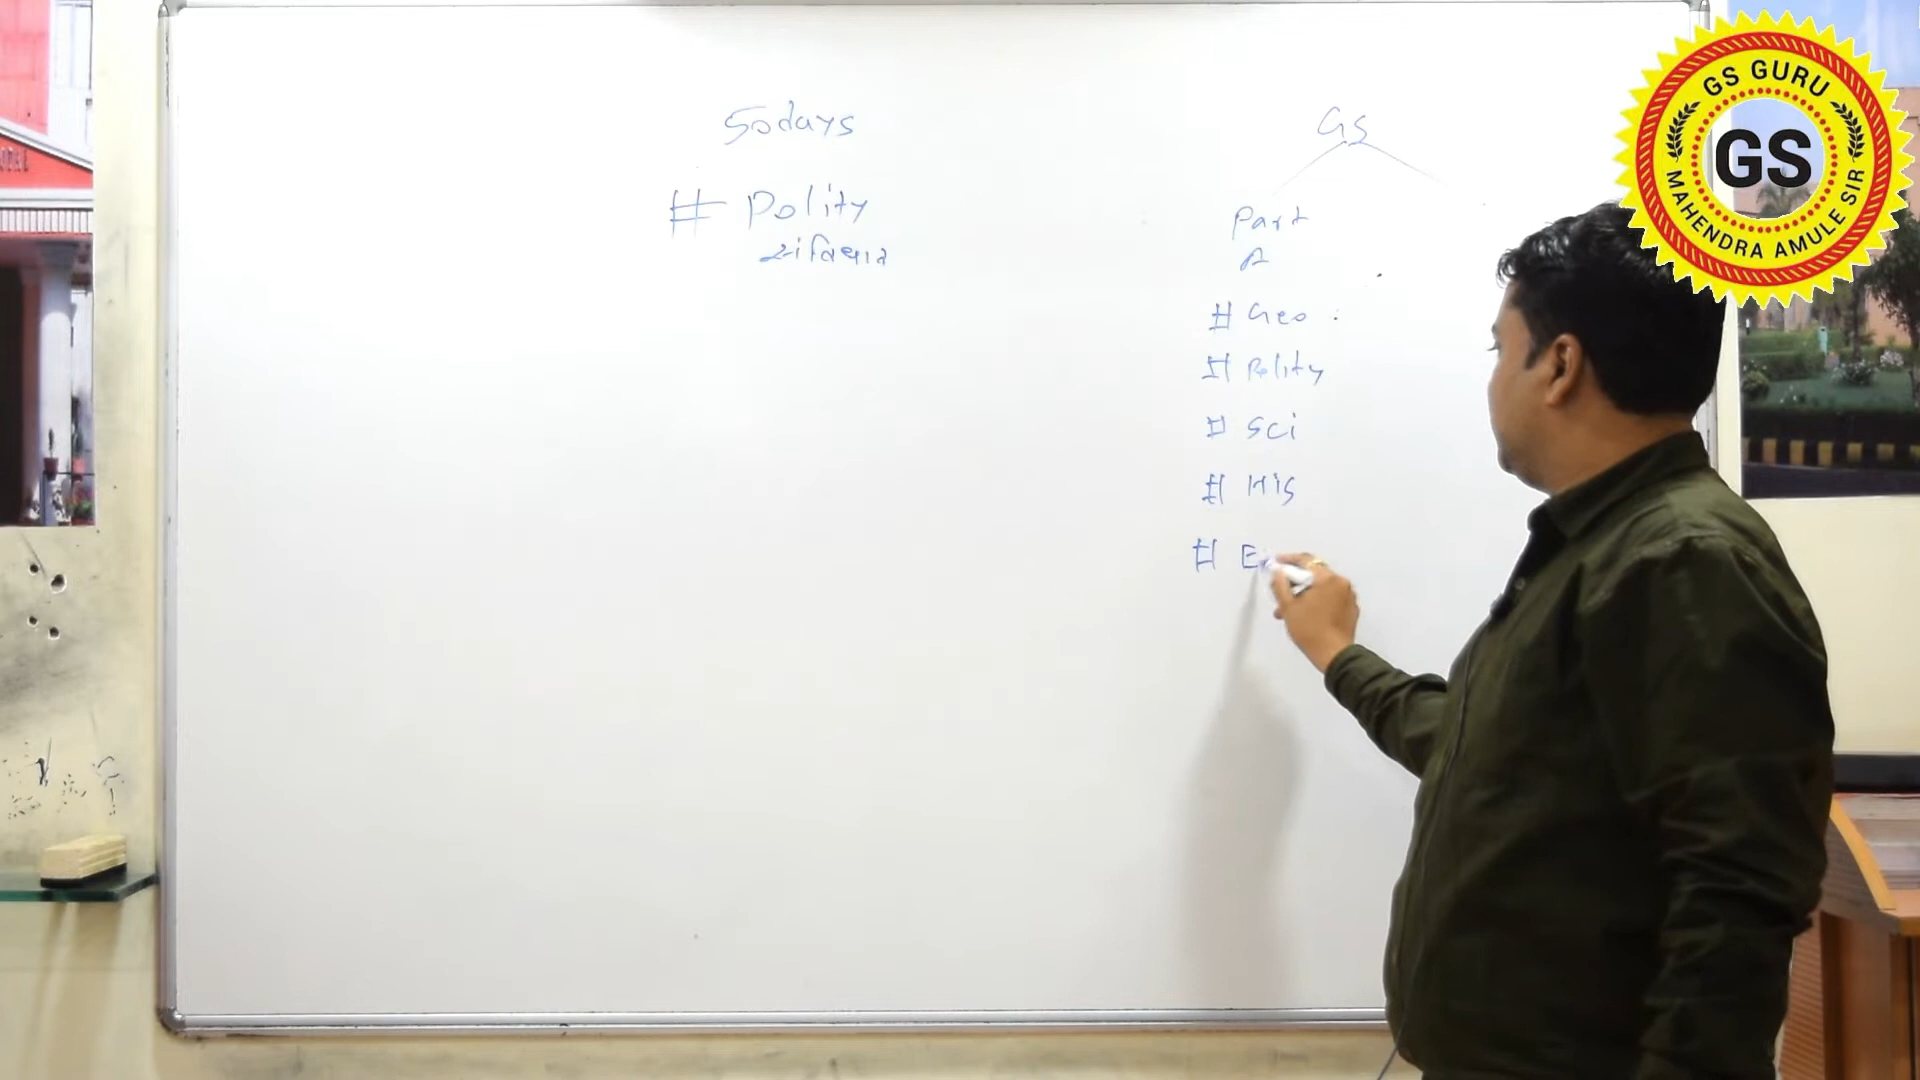 50days
# Polity
संविधान
GS
Part
A
# Geo :
# Polity
# Sci
# His
# E
GS GURU
GS
MAHENDRA AMULE SIR